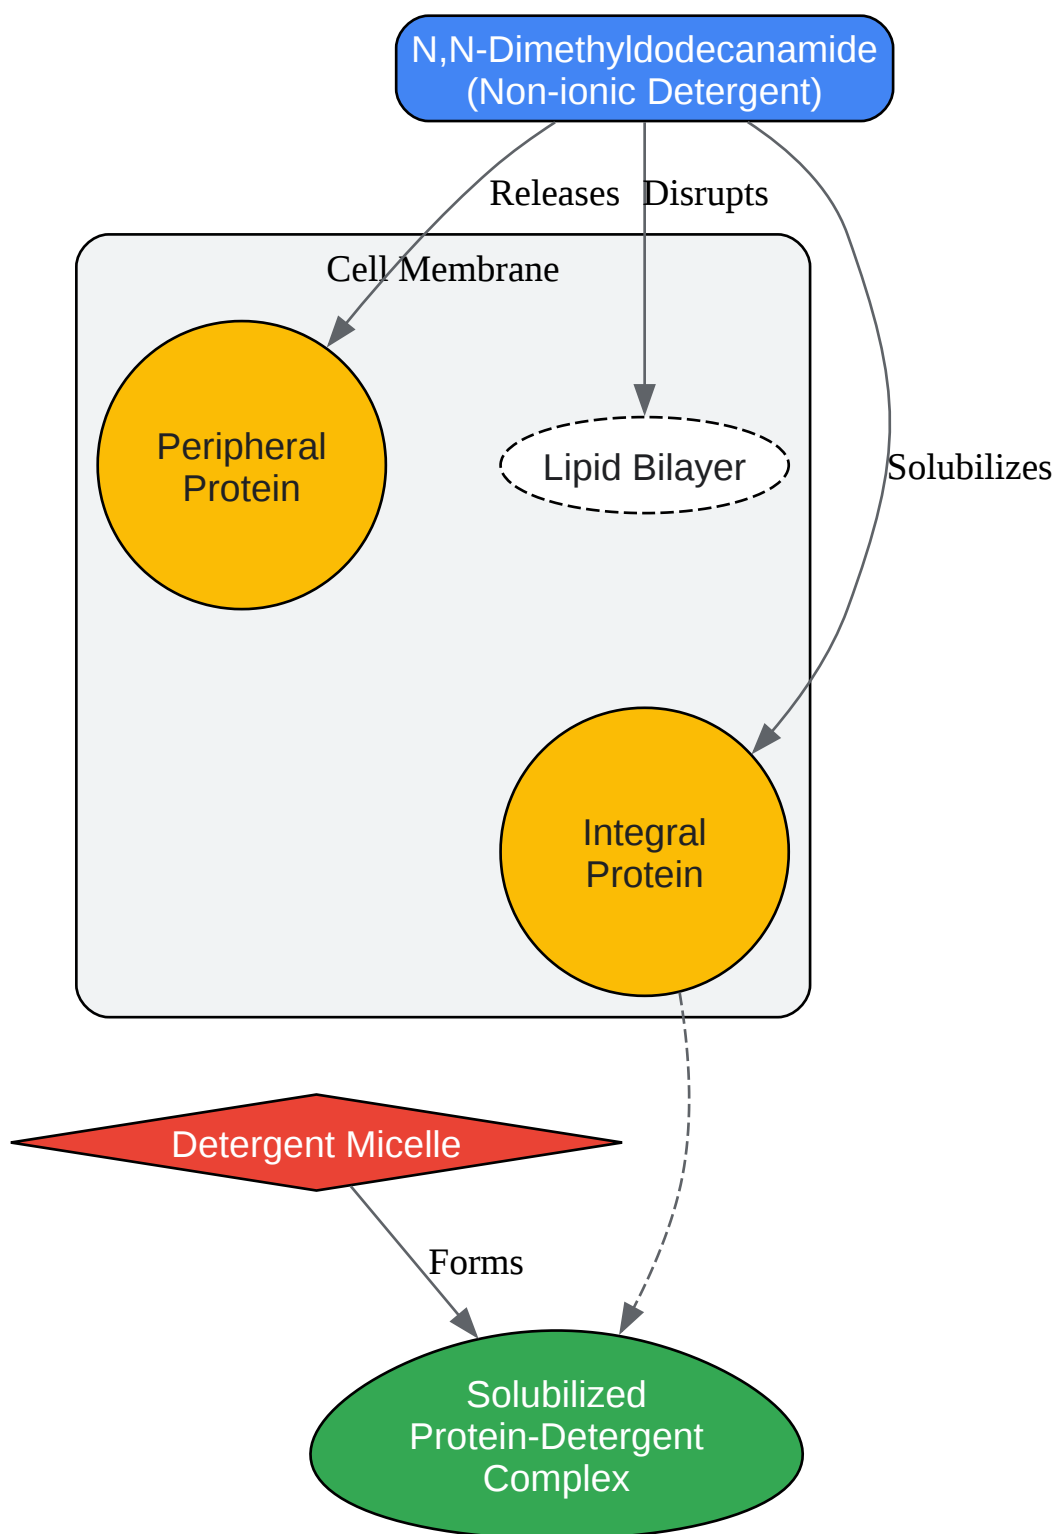 N,N-Dimethyldodecanamide
(Non-ionic Detergent)
Releases
Disrupts
Cell Membrane
Peripheral
Protein
Lipid Bilayer
Solubilizes
Integral
Protein
Detergent Micelle
Forms
Solubilized
Protein-Detergent
Complex